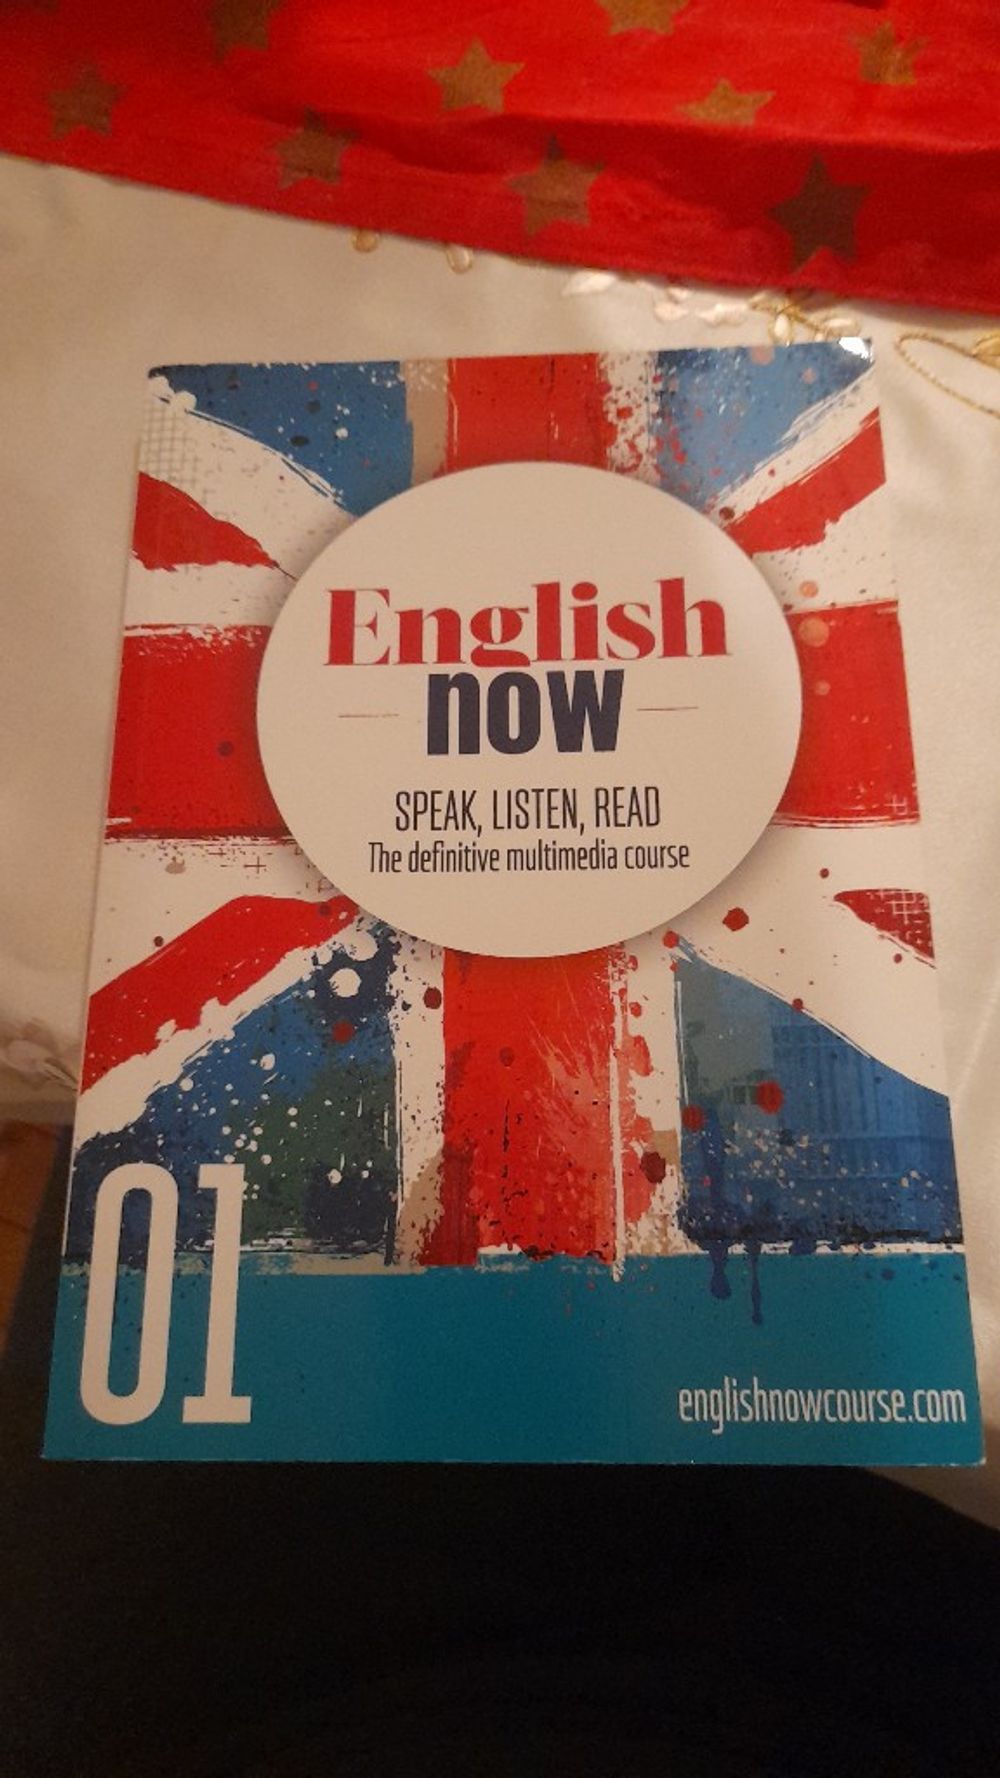 English
now
SPEAK, LISTEN, READ
The definitive multimedia course
01
englishnowcourse.com